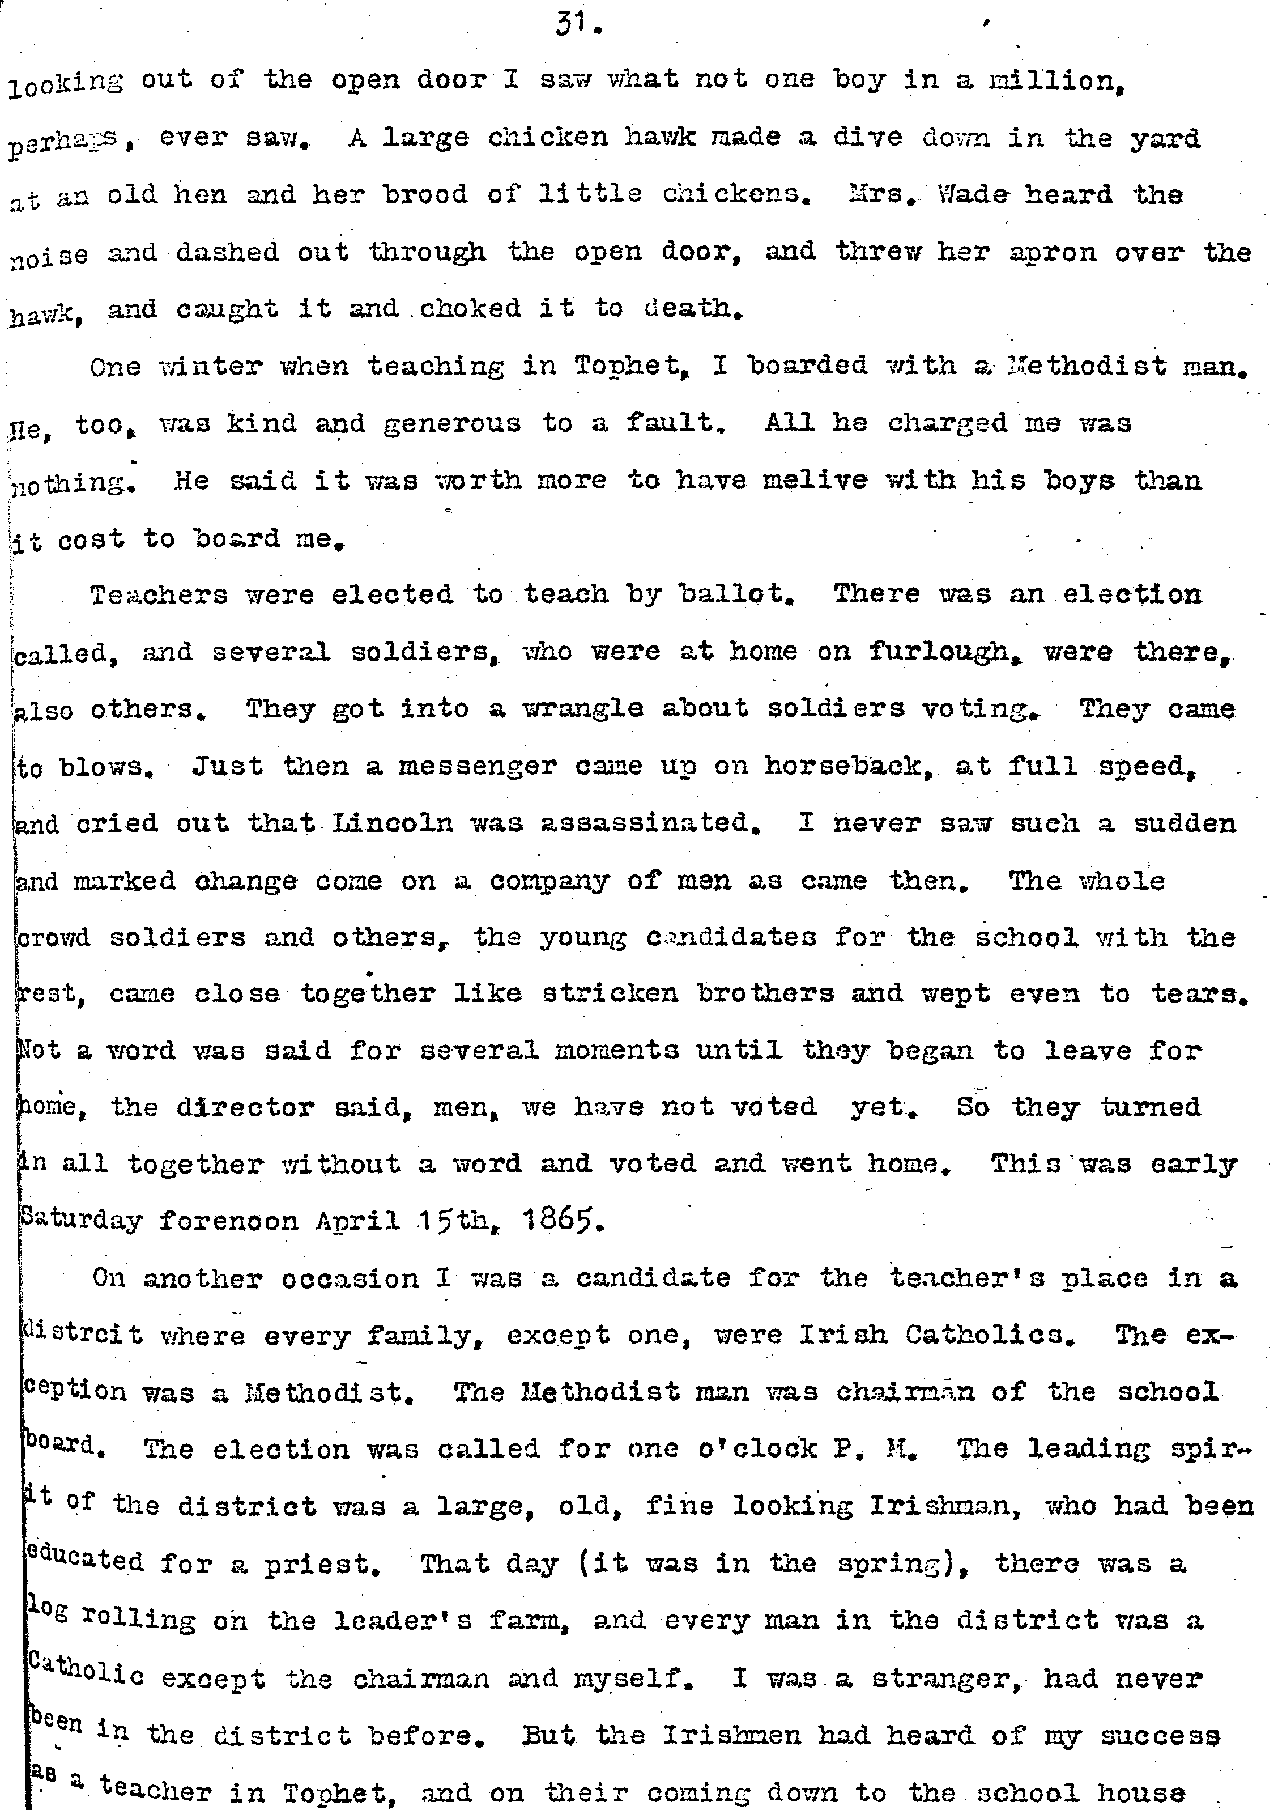 31.
looking out of the open door I saw what not one boy in a million,
perhaps, ever saw. A large chicken hawk made a dive down in the yard
at an old hen and her brood of little chickens. Mrs. Wade heard the
noise and dashed out through the open door, and threw her apron over the
hawk, and caught it and choked it to death.
One winter when teaching in Tophet, I boarded with a Methodist man.
He, too, was kind and generous to a fault. All he charged me was
nothing. He said it was worth more to have melive with his boys than
it cost to board me.
Teachers were elected to teach by ballot. There was an election
called, and several soldiers, who were at home on furlough, were there,
also others. They got into a wrangle about soldiers voting. They came
to blows. Just then a messenger came up on horseback, at full speed,
and cried out that Lincoln was assassinated. I never saw such a sudden
and marked change come on a company of men as came then. The whole
crowd soldiers and others, the young candidates for the school with the
rest, came close together like stricken brothers and wept even to tears.
Not a word was said for several moments until they began to leave for
home, the director said, men, we have not voted yet. So they turned
in all together without a word and voted and went home. This was early
Saturday forenoon April 15th, 1865.
On another occasion I was a candidate for the teacher's place in a
distrcit where every family, except one, were Irish Catholics. The ex-
ception was a Methodist. The Methodist man was chairman of the school
board. The election was called for one o'clock P. M. The leading spir-
it of the district was a large, old, fine looking Irishman, who had been
educated for a priest. That day (it was in the spring), there was a
log rolling on the leader's farm, and every man in the district was a
Catholic except the chairman and myself. I was a stranger, had never
been in the district before. But the Irishmen had heard of my success
as a teacher in Tophet, and on their coming down to the school house